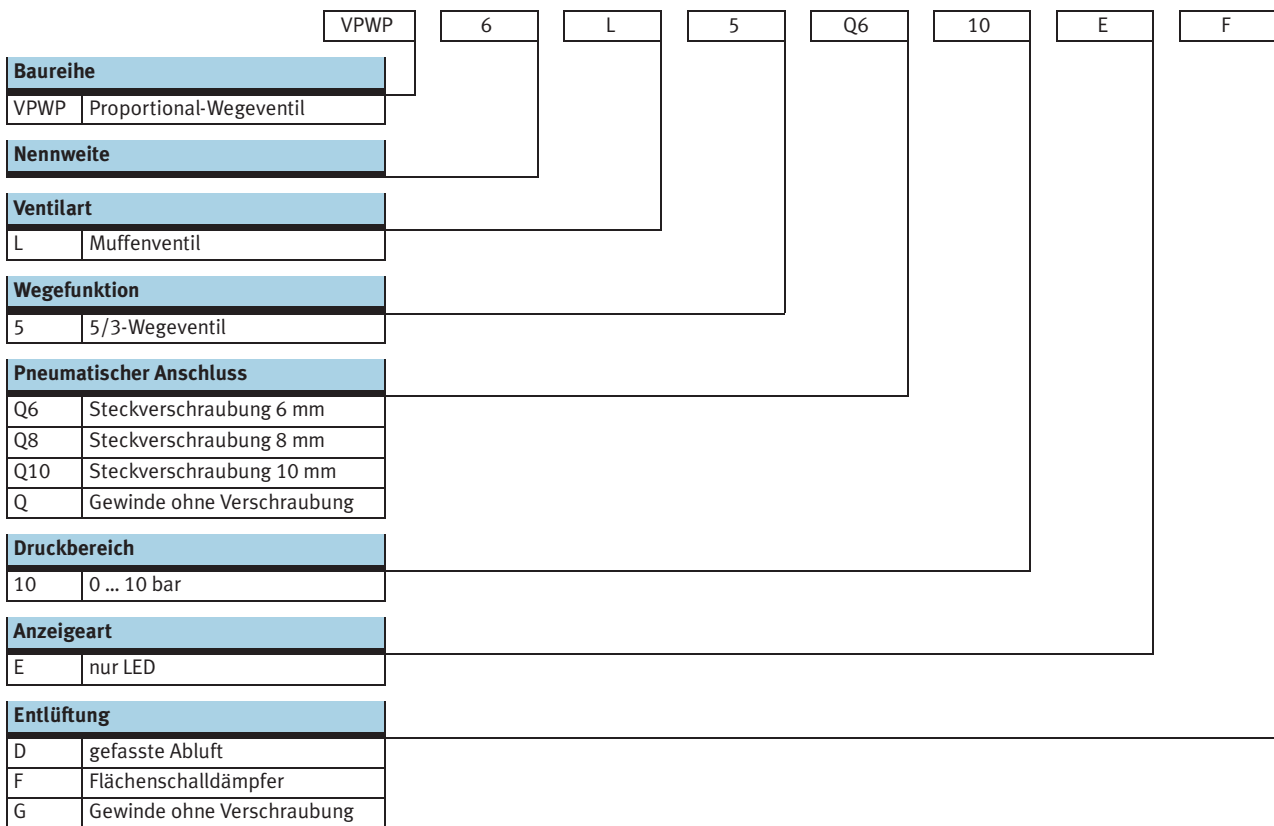 VPWP 6 L 5 Q6 10 E F
Baureihe
VPWP Proportional-Wegeventil
Nennweite
Ventilart
L Muffenventil
Wegefunktion
5 5/3-Wegeventil
Pneumatischer Anschluss
Q6 Steckverschraubung 6 mm
Q8 Steckverschraubung 8 mm
Q10 Steckverschraubung 10 mm
Q Gewinde ohne Verschraubung
Druckbereich
10 0 ... 10 bar
Anzeigeart
E nur LED
Entlüftung
D gefasste Abluft
F Flächenschalldämpfer
G Gewinde ohne Verschraubung